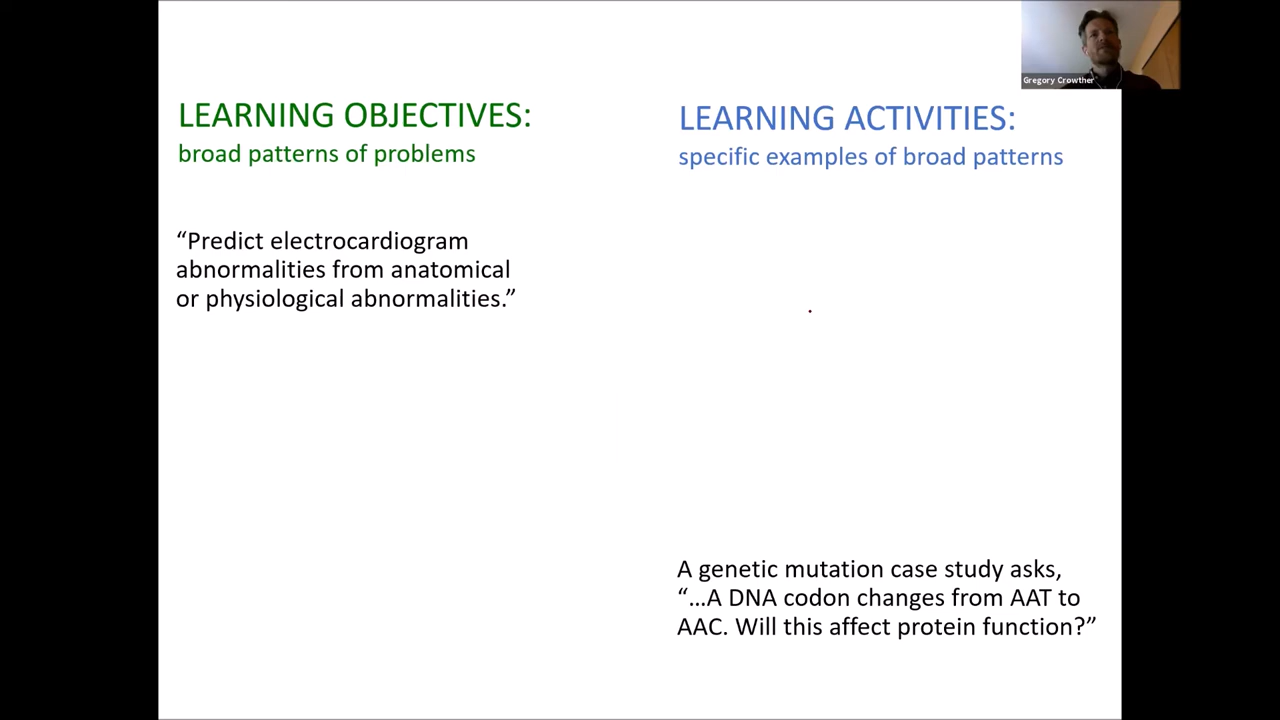 Gregory Crowther
LEARNING OBJECTIVES:
broad patterns of problems
“Predict electrocardiogram
abnormalities from anatomical
or physiological abnormalities.”
LEARNING ACTIVITIES:
specific examples of broad patterns
A genetic mutation case study asks,
“…A DNA codon changes from AAT to
AAC. Will this affect protein function?”